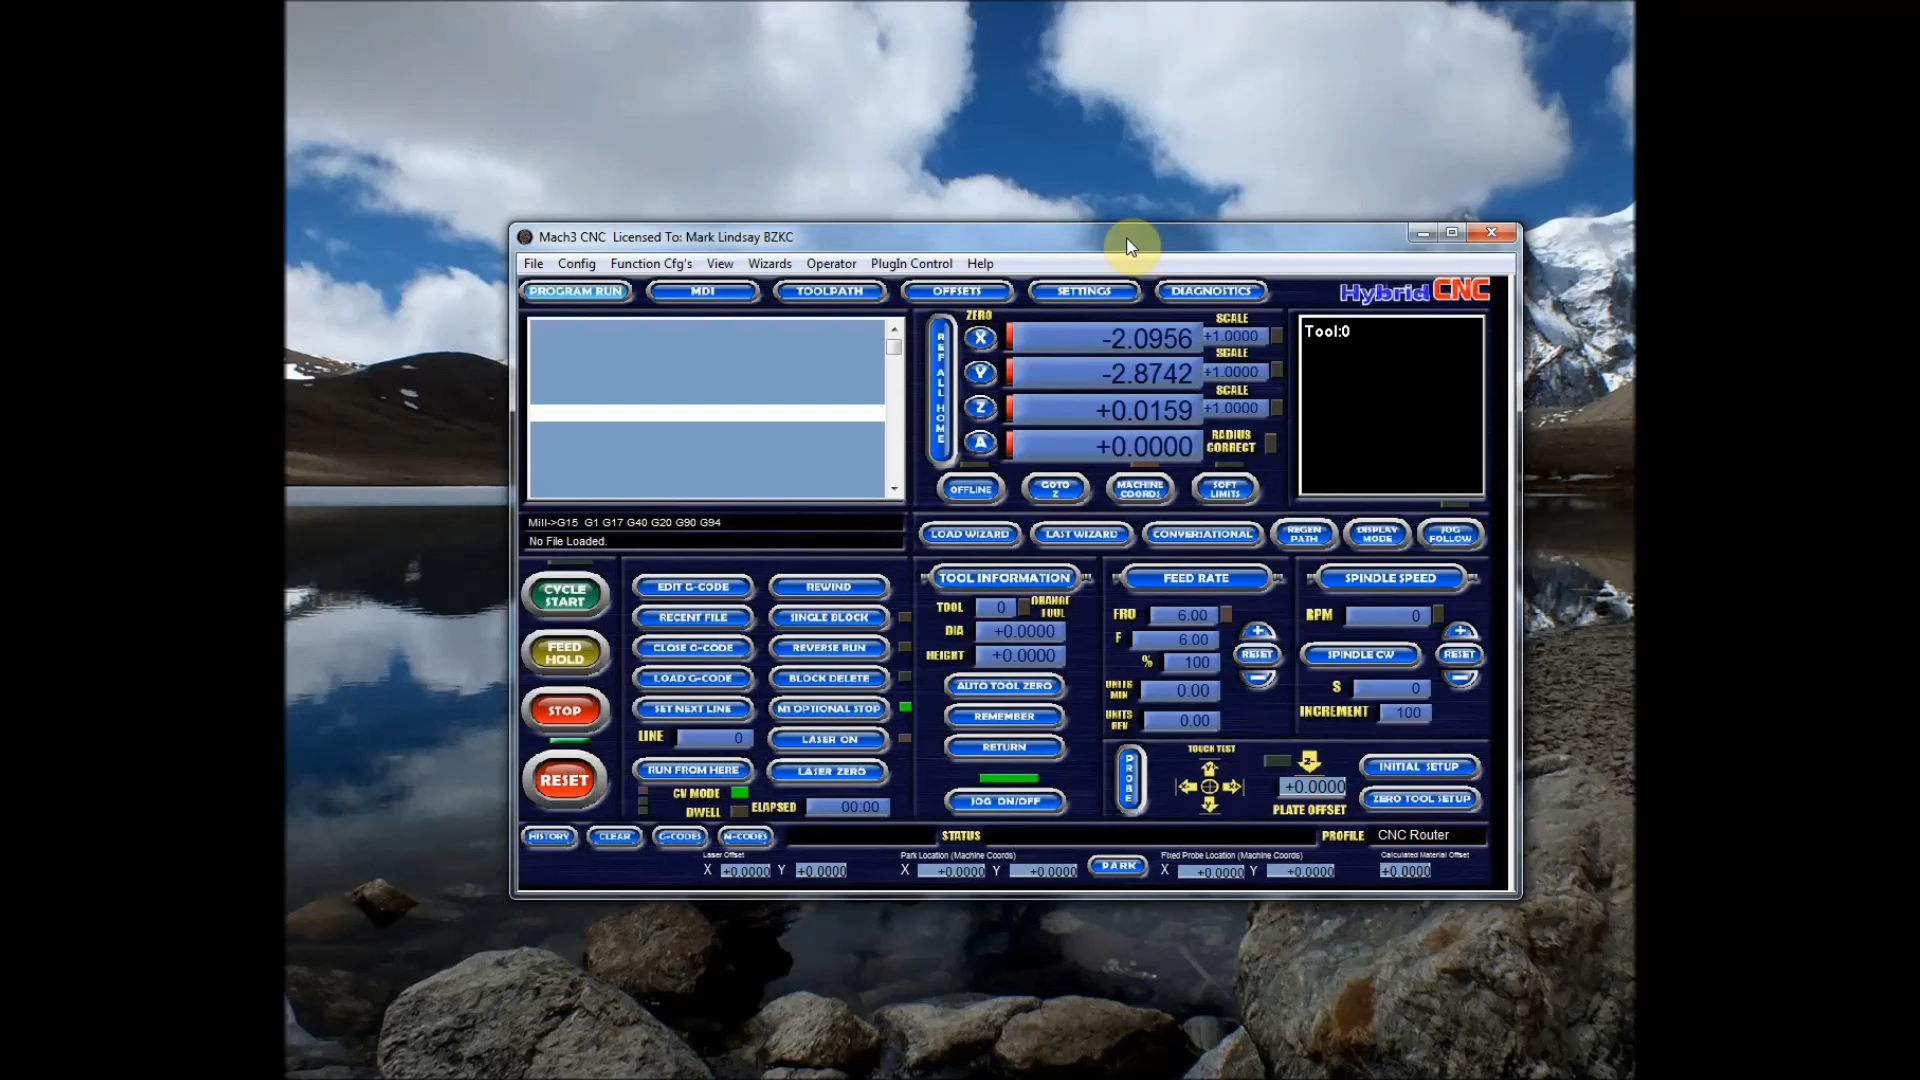 Mach3 CNC Licensed To: Mark Lindsay BZKC
File Config Function Cfg's View Wizards Operator PlugIn Control Help
PROGRAM RUN MDI TOOLPATH OFFSETS SETTINGS DIAGNOSTICS HybridCNC
ZERO
REF ALL HOME
X -2.0956 SCALE +1.0000
Y -2.8742 SCALE +1.0000
Z +0.0159 SCALE +1.0000
A +0.0000 RADIUS CORRECT
Tool:0
OFFLINE GOTO Z MACHINE COORDS SOFT LIMITS
Mill->G15 G1 G17 G40 G20 G90 G94
No File Loaded.
LOAD WIZARD LAST WIZARD CONVERSATIONAL REGEN PATH DISPLAY MODE JOG FOLLOW
CYCLE START
FEED HOLD
STOP
RESET
EDIT G-CODE REWIND
RECENT FILE SINGLE BLOCK
CLOSE G-CODE REVERSE RUN
LOAD G-CODE BLOCK DELETE
SET NEXT LINE M1 OPTIONAL STOP
LINE 0 LASER ON
RUN FROM HERE LASER ZERO
CV MODE
DWELL ELAPSED 00:00
TOOL INFORMATION
TOOL 0 CHANGE TOOL
DIA +0.0000
HEIGHT +0.0000
AUTO TOOL ZERO
REMEMBER
RETURN
JOG ON/OFF
FEED RATE
FRO 6.00
F 6.00
% 100
RESET
UNITS MIN 0.00
UNITS REV 0.00
SPINDLE SPEED
RPM 0
SPINDLE CW RESET
S 0
INCREMENT 100
PROBE
TOUCH TEST
Z-
+0.0000
PLATE OFFSET
INITIAL SETUP
ZERO TOOL SETUP
HISTORY CLEAR G-CODES M-CODES STATUS PROFILE CNC Router
Laser Offset Park Location (Machine Coords) Fixed Probe Location (Machine Coords) Calculated Material Offset
X +0.0000 Y +0.0000 X +0.0000 Y +0.0000 PARK X +0.0000 Y +0.0000 +0.0000